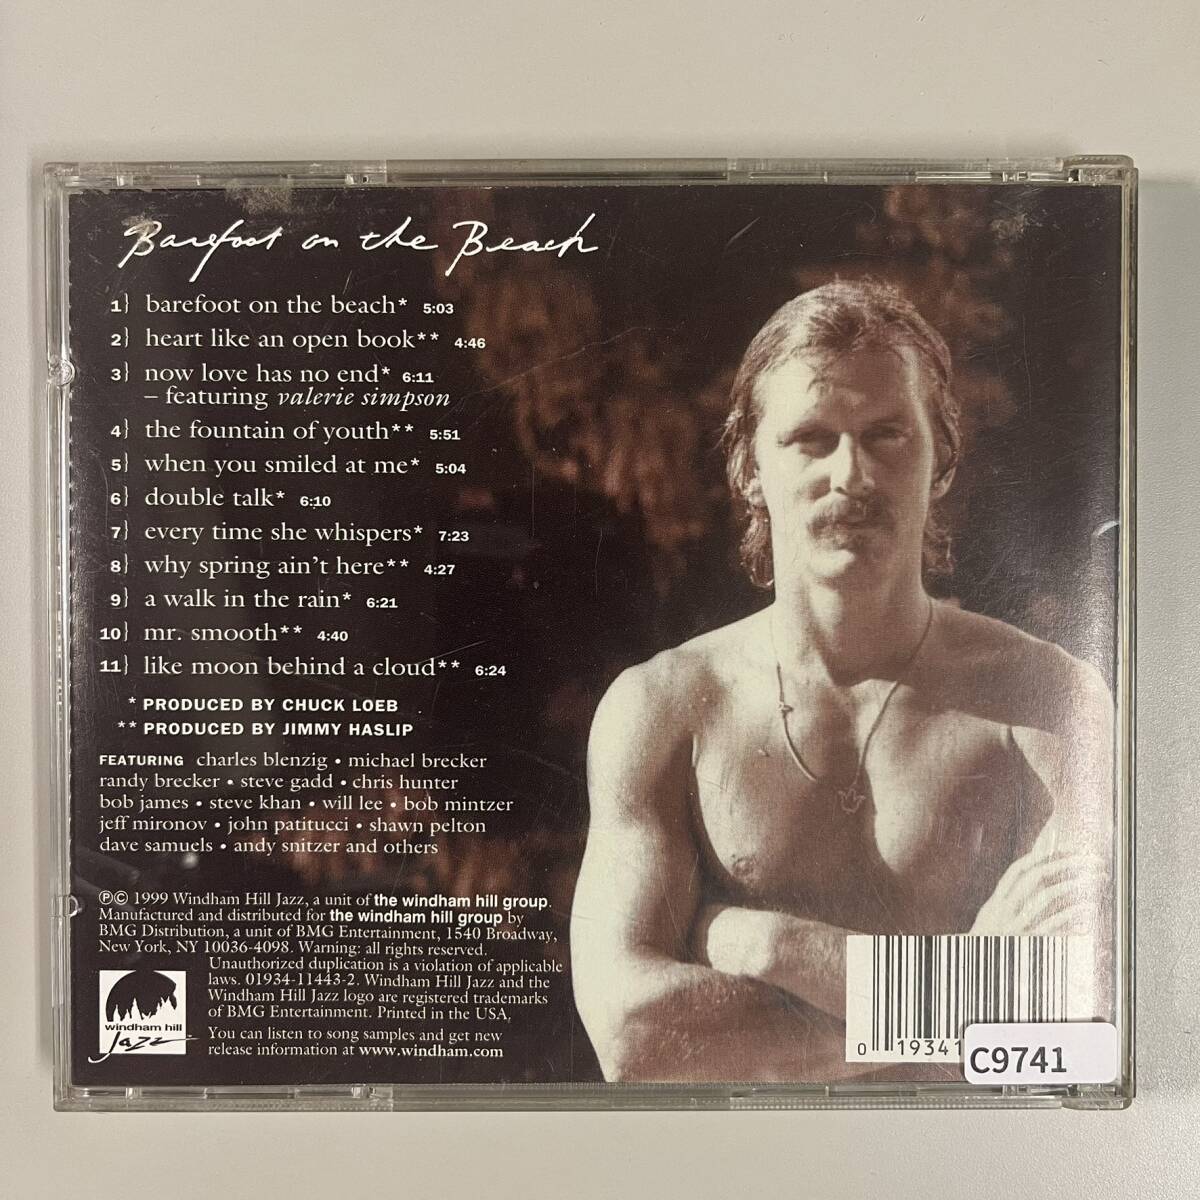 Barefoot on the Beach
1} barefoot on the beach* 5:03
2} heart like an open book** 4:46
3} now love has no end* 6:11
– featuring valerie simpson
4} the fountain of youth** 5:51
5} when you smiled at me* 5:04
6} double talk* 6:10
7} every time she whispers* 7:23
8} why spring ain't here** 4:27
9} a walk in the rain* 6:21
10} mr. smooth** 4:40
11} like moon behind a cloud** 6:24
* PRODUCED BY CHUCK LOEB
** PRODUCED BY JIMMY HASLIP
FEATURING charles blenzig • michael brecker
randy brecker • steve gadd • chris hunter
bob james • steve khan • will lee • bob mintzer
jeff mironov • john patitucci • shawn pelton
dave samuels • andy snitzer and others
℗© 1999 Windham Hill Jazz, a unit of the windham hill group.
Manufactured and distributed for the windham hill group by
BMG Distribution, a unit of BMG Entertainment, 1540 Broadway,
New York, NY 10036-4098. Warning: all rights reserved.
Unauthorized duplication is a violation of applicable
laws. 01934-11443-2. Windham Hill Jazz and the
Windham Hill Jazz logo are registered trademarks
of BMG Entertainment. Printed in the USA.
You can listen to song samples and get new
release information at www.windham.com
windham hill
Jazz
0 19341
C9741